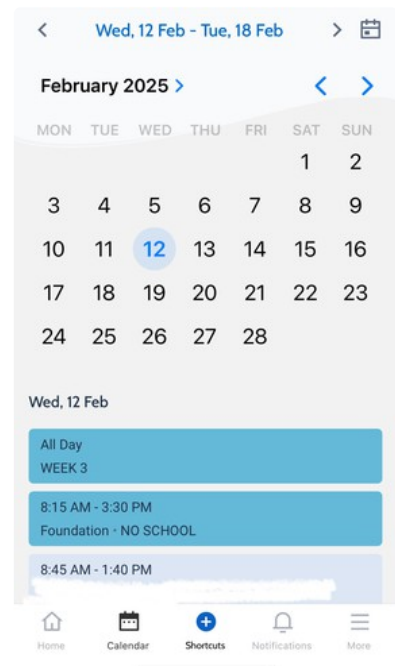 Wed, 12 Feb - Tue, 18 Feb
February 2025
MON TUE WED THU FRI SAT SUN
1 2
3 4 5 6 7 8 9
10 11 12 13 14 15 16
17 18 19 20 21 22 23
24 25 26 27 28
Wed, 12 Feb
All Day
WEEK 3
8:15 AM - 3:30 PM
Foundation · NO SCHOOL
8:45 AM - 1:40 PM
Home Calendar Shortcuts Notifications More